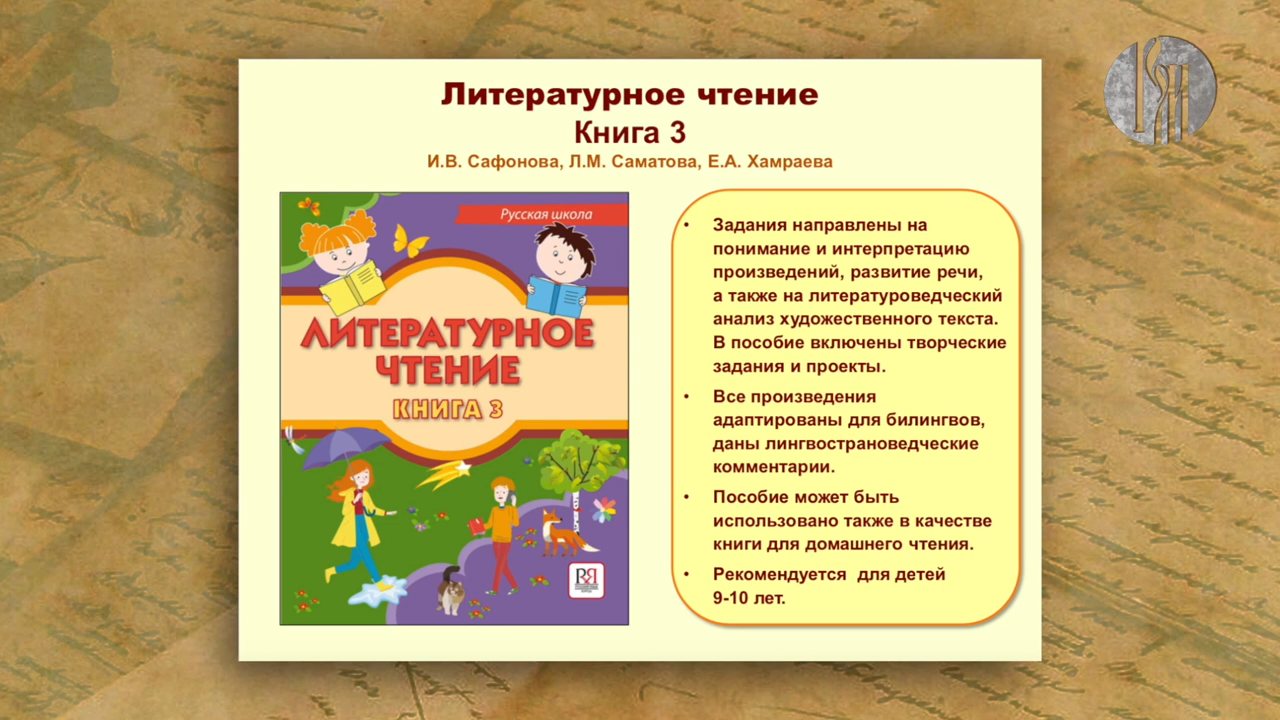 Литературное чтение
Книга 3
И.В. Сафонова, Л.М. Саматова, Е.А. Хамраева
Русская школа
ЛИТЕРАТУРНОЕ
ЧТЕНИЕ
КНИГА 3
РЯ
• Задания направлены на
понимание и интерпретацию
произведений, развитие речи,
а также на литературоведческий
анализ художественного текста.
В пособие включены творческие
задания и проекты.
• Все произведения
адаптированы для билингвов,
даны лингвострановедческие
комментарии.
• Пособие может быть
использовано также в качестве
книги для домашнего чтения.
• Рекомендуется для детей
9-10 лет.